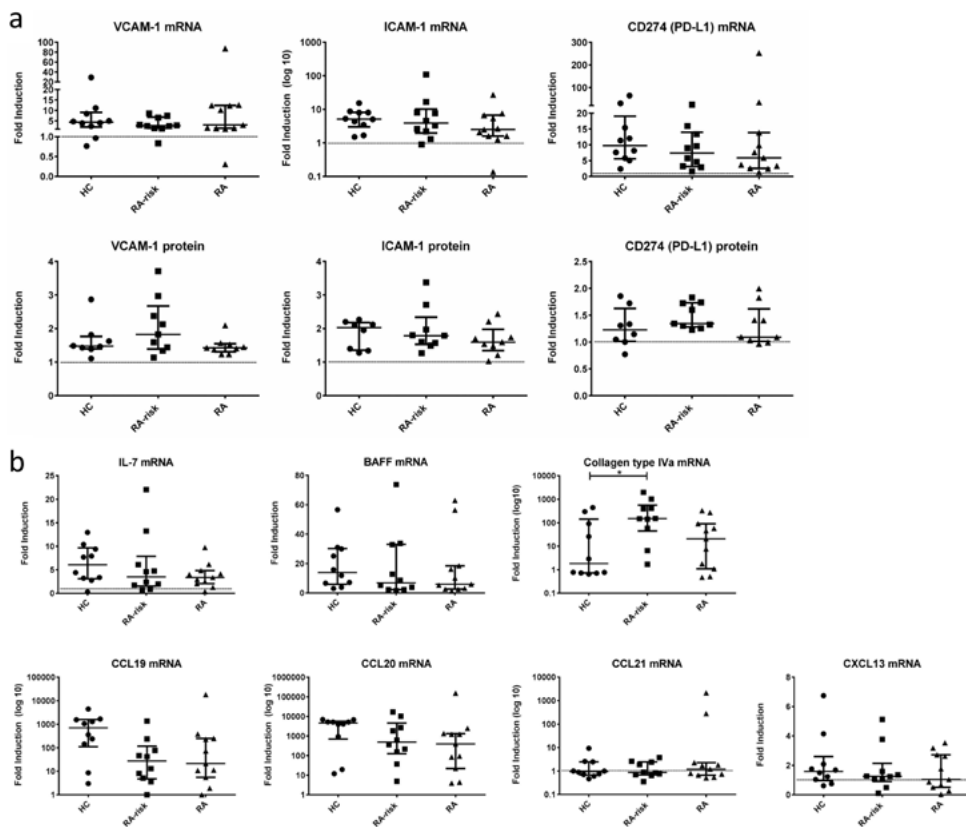 a
VCAM-1 mRNA
Fold Induction
100
80
60
40
20
20
15
10
5
1.0
0.5
0.0
HC
RA-risk
RA
ICAM-1 mRNA
Fold Induction (log 10)
1000
100
10
1
0.1
HC
RA-risk
RA
CD274 (PD-L1) mRNA
Fold Induction
300
200
100
20
15
10
5
0
HC
RA-risk
RA
VCAM-1 protein
Fold Induction
4
3
2
1
0
HC
RA-risk
RA
ICAM-1 protein
Fold Induction
4
3
2
1
0
HC
RA-risk
RA
CD274 (PD-L1) protein
Fold Induction
2.5
2.0
1.5
1.0
0.5
0.0
HC
RA-risk
RA
b
IL-7 mRNA
Fold Induction
25
20
15
10
5
0
HC
RA-risk
RA
BAFF mRNA
Fold Induction
80
60
40
20
0
HC
RA-risk
RA
Collagen type IVa mRNA
Fold Induction (log10)
10000
1000
100
10
1
0.1
*
HC
RA-risk
RA
CCL19 mRNA
Fold Induction (log 10)
100000
10000
1000
100
10
1
HC
RA-risk
RA
CCL20 mRNA
Fold Induction (log 10)
1000000
100000
10000
1000
100
10
1
HC
RA-risk
RA
CCL21 mRNA
Fold Induction (log 10)
10000
1000
100
10
1
0.1
HC
RA-risk
RA
CXCL13 mRNA
Fold Induction
8
6
4
2
0
HC
RA-risk
RA